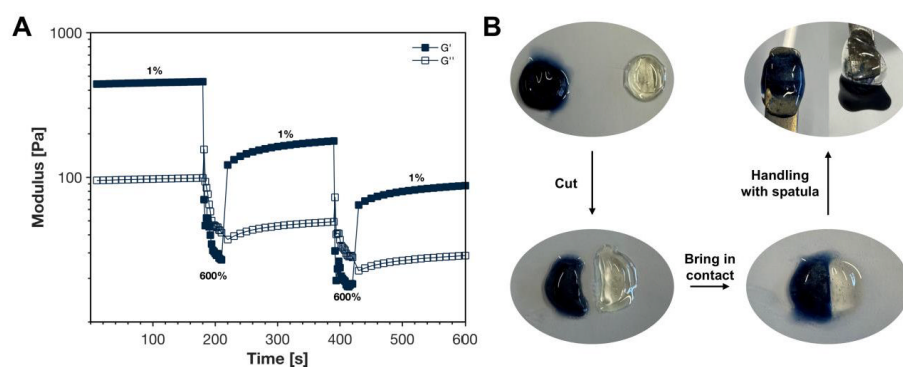 A
1000
100
Modulus [Pa]
1%
1%
1%
600%
600%
G'
G''
100
200
300
400
500
600
Time [s]
B
Cut
Bring in
contact
Handling
with spatula